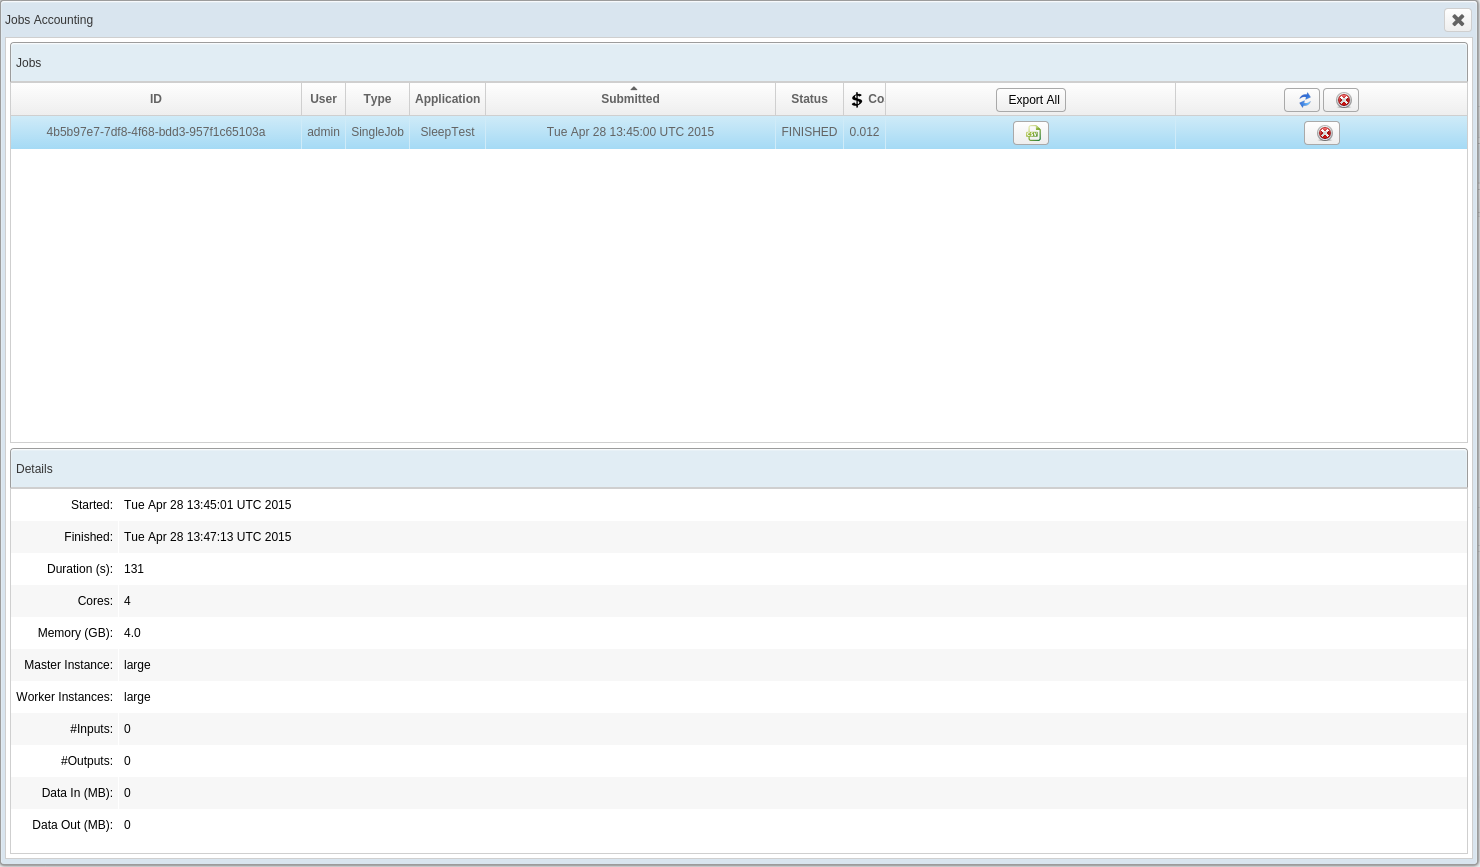 Jobs Accounting
Jobs
ID User Type Application Submitted Status $ Co Export All
4b5b97e7-7df8-4f68-bdd3-957f1c65103a admin SingleJob SleepTest Tue Apr 28 13:45:00 UTC 2015 FINISHED 0.012 CSV
Details
Started: Tue Apr 28 13:45:01 UTC 2015
Finished: Tue Apr 28 13:47:13 UTC 2015
Duration (s): 131
Cores: 4
Memory (GB): 4.0
Master Instance: large
Worker Instances: large
#Inputs: 0
#Outputs: 0
Data In (MB): 0
Data Out (MB): 0